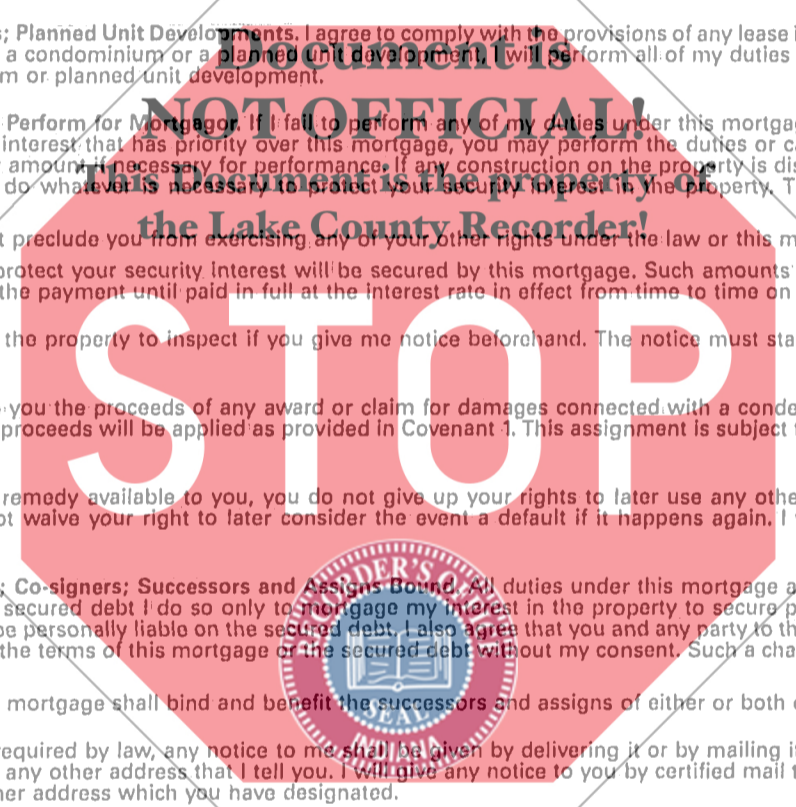 ; Planned Unit Developments. I agree to comply with the provisions of any lease
a condominium or a planned unit development, I will perform all of my duties
m or planned unit development.
Document is
NOT OFFICIAL!
This Document is the property of
the Lake County Recorder!
Perform for Mortgagor. If I fail to perform any of my duties under this mortga
interest that has priority over this mortgage, you may perform the duties or c
amount if necessary for performance. If any construction on the property is dis
do whatever is necessary to protect your security interest in the property. T
t preclude you from exercising any of your other rights under the law or this m
protect your security interest will be secured by this mortgage. Such amounts
the payment until paid in full at the interest rate in effect from time to time on
STOP
the property to inspect if you give me notice beforehand. The notice must sta
you the proceeds of any award or claim for damages connected with a conde
proceeds will be applied as provided in Covenant 1. This assignment is subject
remedy available to you, you do not give up your rights to later use any othe
ot waive your right to later consider the event a default if it happens again. I
; Co-signers; Successors and Assigns Bound. All duties under this mortgage a
secured debt I do so only to mortgage my interest in the property to secure p
be personally liable on the secured debt. I also agree that you and any party to th
the terms of this mortgage or the secured debt without my consent. Such a cha
mortgage shall bind and benefit the successors and assigns of either or both
required by law, any notice to me shall be given by delivering it or by mailing i
any other address that I tell you. I will give any notice to you by certified mail t
her address which you have designated.
RECORDER'S OFFICE
SEAL
INDIANA